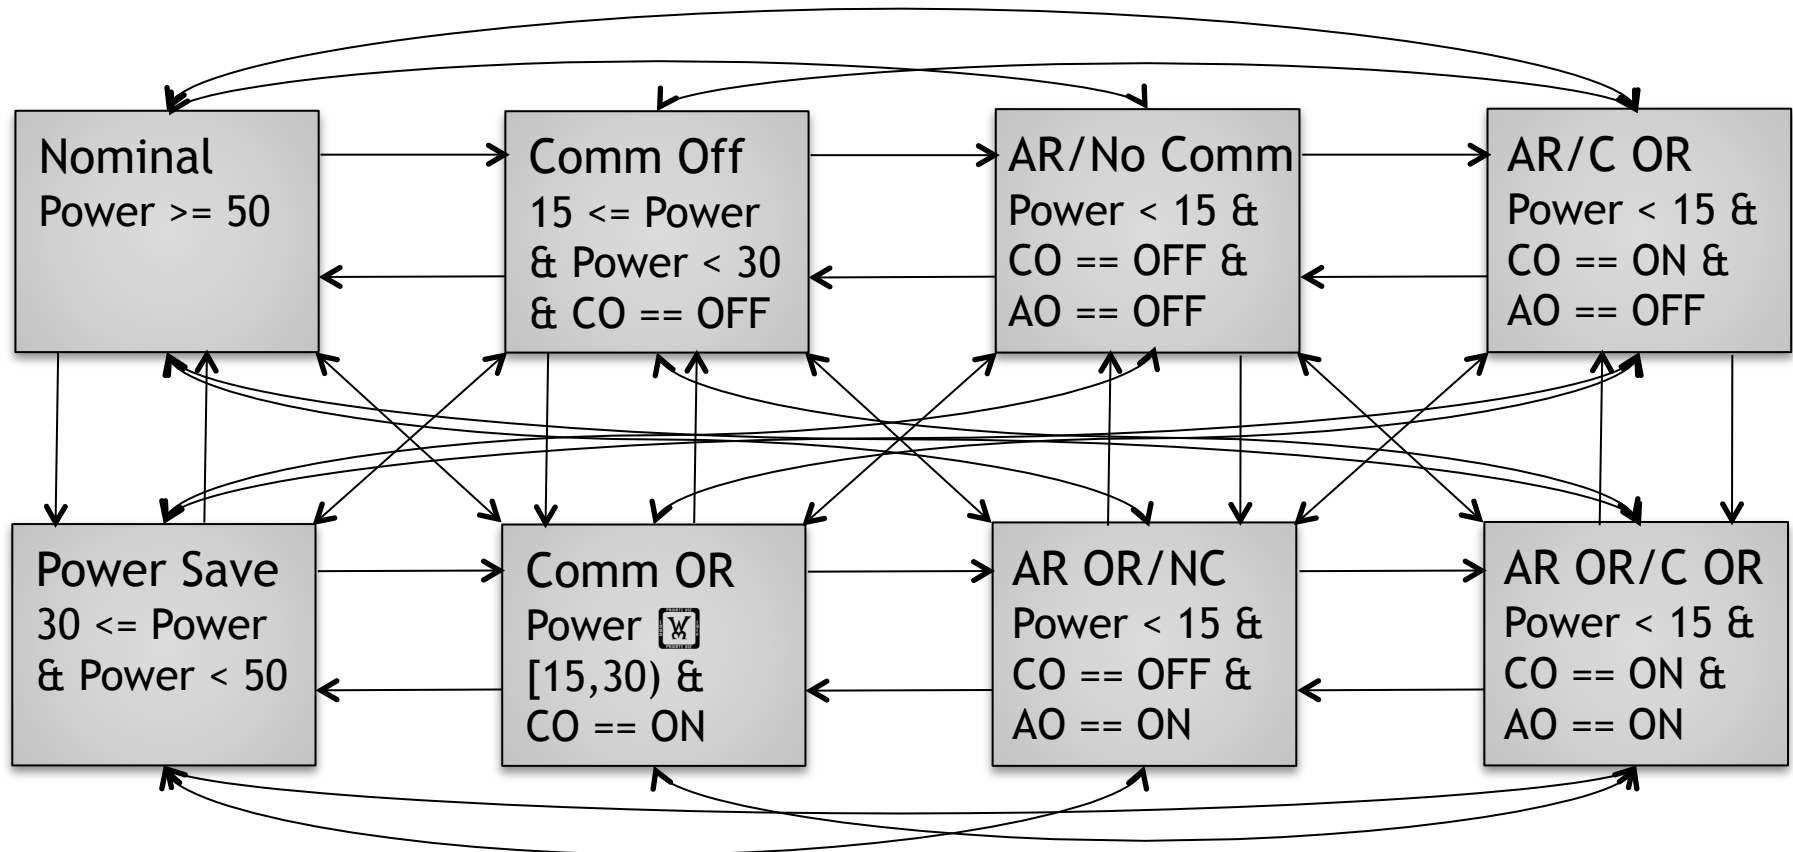 Nominal
Power >= 50
Comm Off
15 <= Power
& Power < 30
& CO == OFF
AR/No Comm
Power < 15 &
CO == OFF &
AO == OFF
AR/C OR
Power < 15 &
CO == ON &
AO == OFF
Power Save
30 <= Power
& Power < 50
Comm OR
Power
[15,30) &
CO == ON
AR OR/NC
Power < 15 &
CO == OFF &
AO == ON
AR OR/C OR
Power < 15 &
CO == ON &
AO == ON